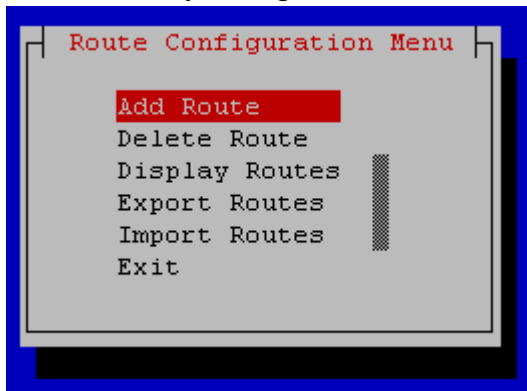 Route Configuration Menu
Add Route
Delete Route
Display Routes
Export Routes
Import Routes
Exit